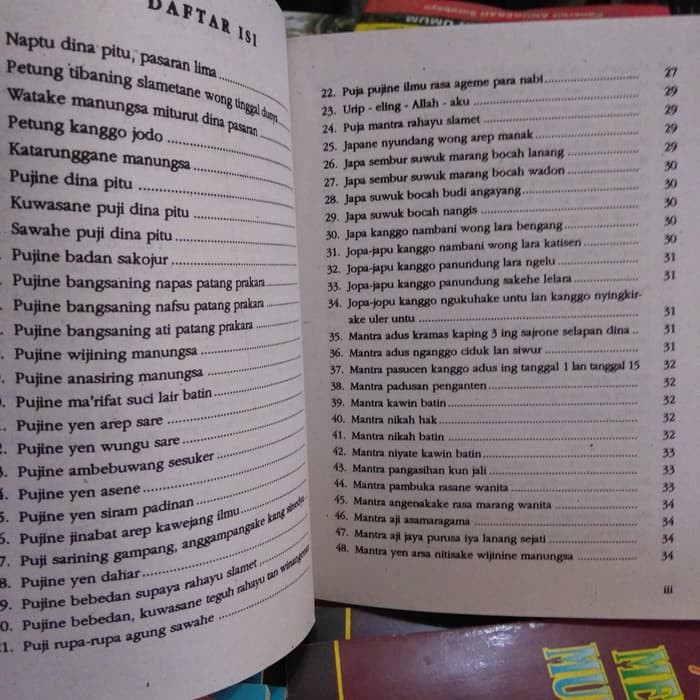 DAFTAR ISI
Naptu dina pitu, pasaran lima
Petung tibaning slametane wong tinggal dunya
Watake manungsa miturut dina pasaran
Petung kanggo jodo
Katarunggane manungsa
Pujine dina pitu
Kuwasane puji dina pitu
Sawahe puji dina pitu
Pujine badan sakojur
Pujine bangsaning napas patang prakara
Pujine bangsaning nafsu patang prakara
Pujine bangsaning ati patang prakara
Pujine wijining manungsa
Pujine anasiring manungsa
Pujine ma'rifat suci lair batin
Pujine yen arep sare
2. Pujine yen wungu sare
3. Pujine ambebuwang sesuker
4. Pujine yen asene
5. Pujine yen siram padinan
6. Pujine jinabat arep kawejang ilmu
7. Puji sarining gampang, anggampangake kang sinedya
8. Pujine yen dahar
9. Pujine bebedan supaya rahayu slamet
0. Pujine bebedan, kuwasane teguh rahayu tan
1. Puji rupa-rupa agung sawahe
22. Puja pujine ilmu rasa ageme para nabi 27
23. Urip - eling - Allah - aku 29
24. Puja mantra rahayu slamet 29
25. Japane nyundang wong arep manak 29
26. Japa sembur suwuk marang bocah lanang 29
27. Japa sembur suwuk marang bocah wadon 30
28. Japa suwuk bocah budi angayang 30
29. Japa suwuk bocah nangis 30
30. Japa kanggo nambani wong lara bengang 30
31. Jopa-japu kanggo nambani wong lara katisen 30
32. Jopa-japu kanggo panundung lara ngelu 31
33. Jopa-japu kanggo panundung sakehe lelara 31
34. Jopa-jopu kanggo ngukuhake untu lan kanggo nyingkir-
ake uler untu 31
35. Mantra adus kramas kaping 3 ing sajrone selapan dina .. 31
36. Mantra adus nganggo ciduk lan siwur 31
37. Mantra pasucen kanggo adus ing tanggal 1 lan tanggal 15 32
38. Mantra padusan penganten 32
39. Mantra kawin batin 32
40. Mantra nikah hak 32
41. Mantra nikah batin 32
42. Mantra niyate kawin batin 33
43. Mantra pangasihan kun jali 33
44. Mantra pambuka rasane wanita 33
45. Mantra angenakake rasa marang wanita 34
46. Mantra aji asamaragama 34
47. Mantra aji jaya purusa iya lanang sejati 34
48. Mantra yen arsa nitisake wijinine manungsa 34
iii